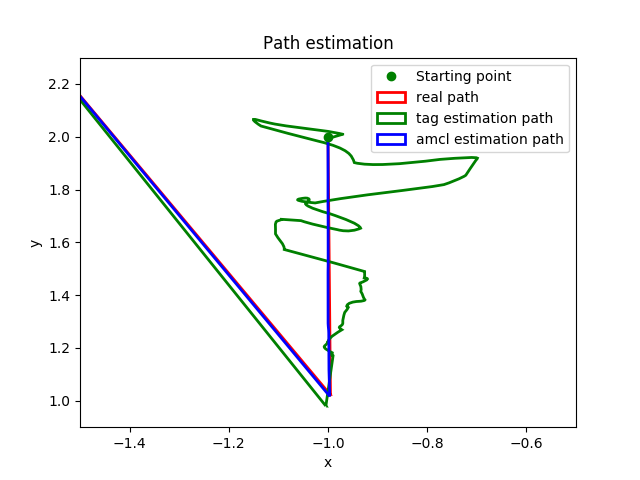 Path estimation
Starting point
real path
tag estimation path
amcl estimation path
y
2.2
2.0
1.8
1.6
1.4
1.2
1.0
−1.4
−1.2
−1.0
−0.8
−0.6
x